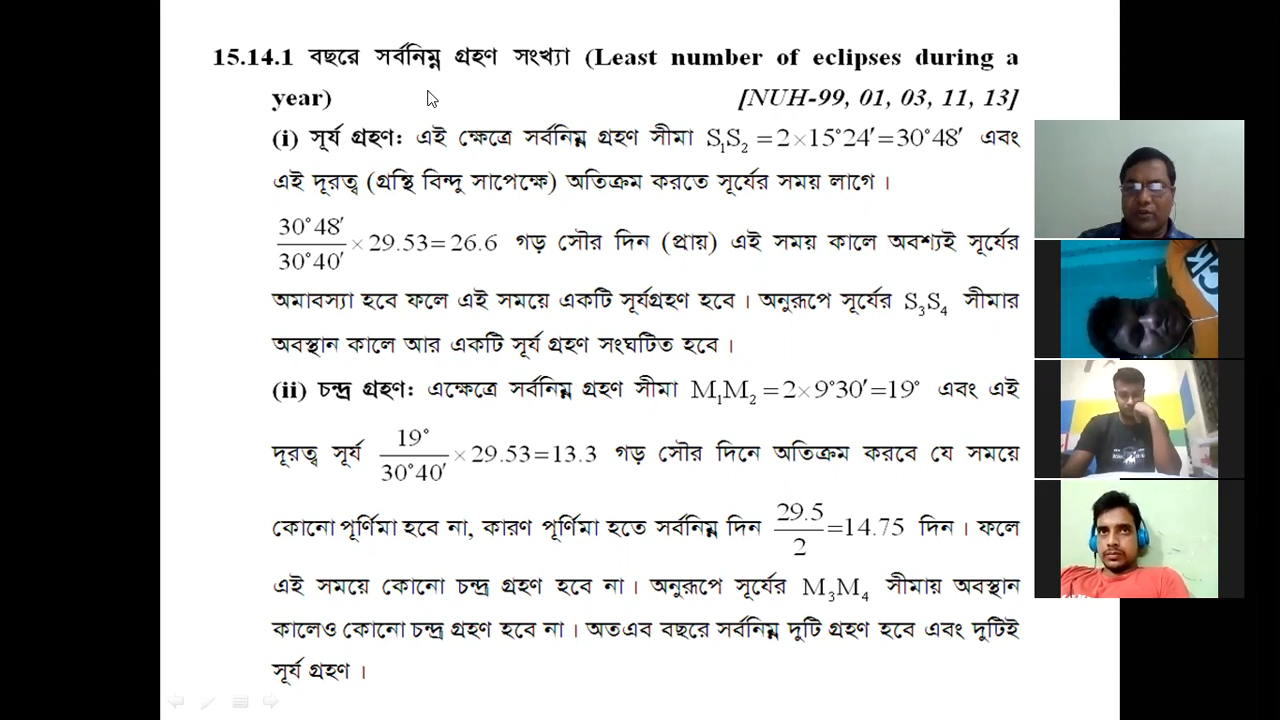 15.14.1 বছরে সর্বনিম্ন গ্রহণ সংখ্যা (Least number of eclipses during a
year) [NUH-99, 01, 03, 11, 13]
(i) সূর্য গ্রহণ: এই ক্ষেত্রে সর্বনিম্ন গ্রহণ সীমা S₁S₂ = 2×15°24′=30°48′ এবং
এই দূরত্ব (গ্রন্থি বিন্দু সাপেক্ষে) অতিক্রম করতে সূর্যের সময় লাগে ।
30°48′/30°40′ × 29.53 = 26.6 গড় সৌর দিন (প্রায়) এই সময় কালে অবশ্যই সূর্যের
অমাবস্যা হবে ফলে এই সময়ে একটি সূর্যগ্রহণ হবে । অনুরূপে সূর্যের S₃S₄ সীমার
অবস্থান কালে আর একটি সূর্য গ্রহণ সংঘটিত হবে ।
(ii) চন্দ্র গ্রহণ: এক্ষেত্রে সর্বনিম্ন গ্রহণ সীমা M₁M₂ = 2×9°30′=19° এবং এই
দূরত্ব সূর্য 19°/30°40′ × 29.53=13.3 গড় সৌর দিনে অতিক্রম করবে যে সময়ে
কোনো পূর্ণিমা হবে না, কারণ পূর্ণিমা হতে সর্বনিম্ন দিন 29.5/2 =14.75 দিন । ফলে
এই সময়ে কোনো চন্দ্র গ্রহণ হবে না । অনুরূপে সূর্যের M₃M₄ সীমায় অবস্থান
কালেও কোনো চন্দ্র গ্রহণ হবে না । অতএব বছরে সর্বনিম্ন দুটি গ্রহণ হবে এবং দুটিই
সূর্য গ্রহণ ।